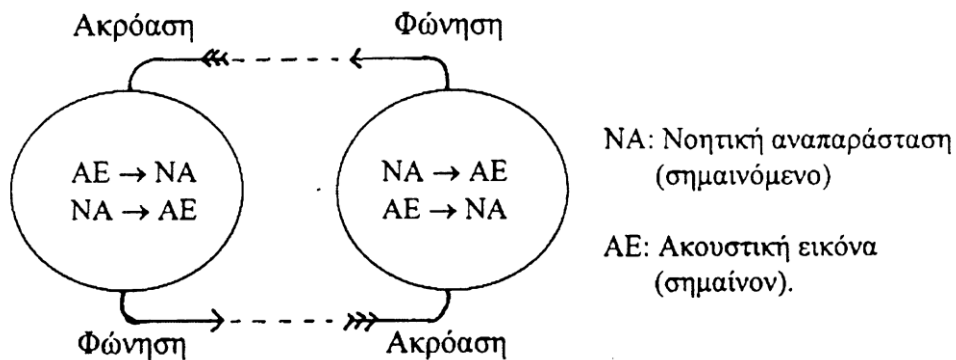 Ακρόαση Φώνηση
ΑΕ → ΝΑ
ΝΑ → ΑΕ
ΝΑ → ΑΕ
ΑΕ → ΝΑ
Φώνηση Ακρόαση
ΝΑ: Νοητική αναπαράσταση
(σημαινόμενο)
ΑΕ: Ακουστική εικόνα
(σημαίνον).